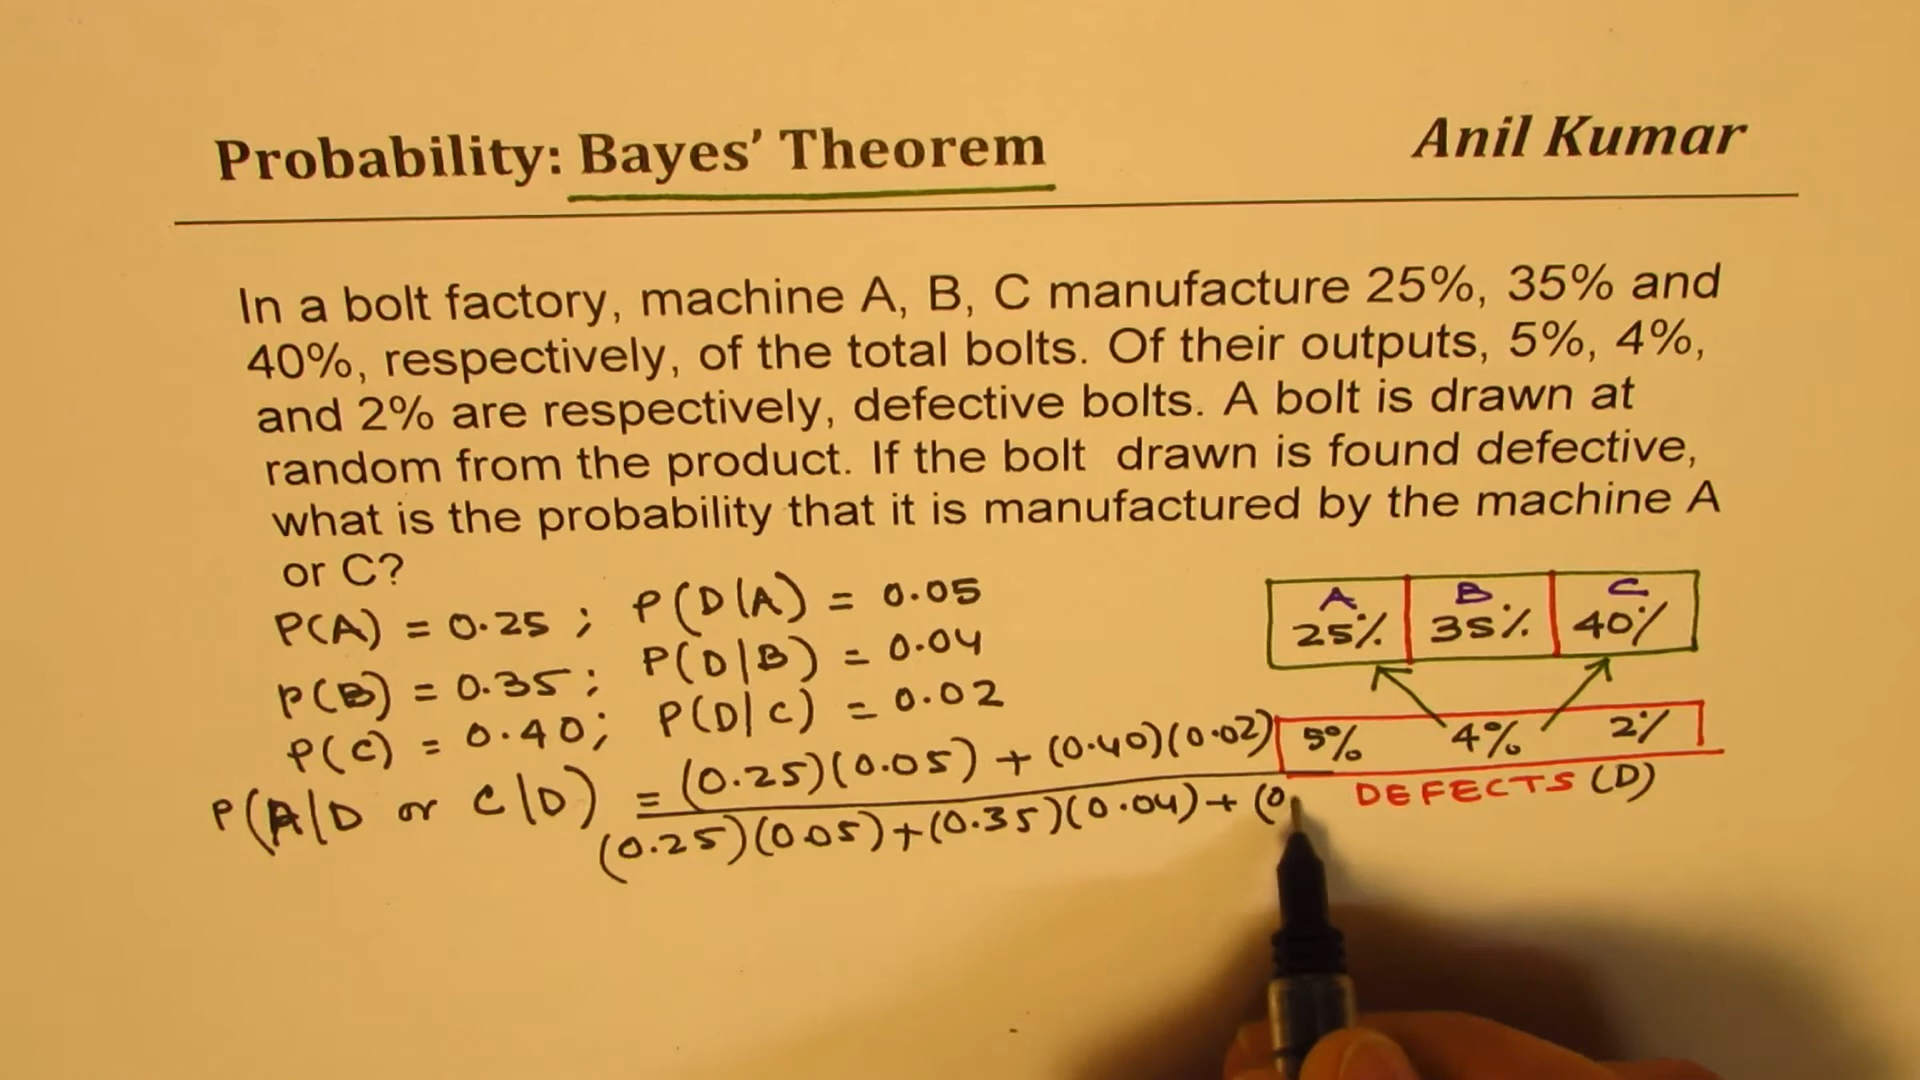 Probability: Bayes' Theorem
Anil Kumar
In a bolt factory, machine A, B, C manufacture 25%, 35% and
40%, respectively, of the total bolts. Of their outputs, 5%, 4%,
and 2% are respectively, defective bolts. A bolt is drawn at
random from the product. If the bolt drawn is found defective,
what is the probability that it is manufactured by the machine A
or C?
P(A) = 0.25 ; P(D|A) = 0.05
P(B) = 0.35 ; P(D|B) = 0.04
P(C) = 0.40 ; P(D|C) = 0.02
A B C
25% 35% 40%
5% 4% 2%
DEFECTS (D)
P(A|D or C|D) = (0.25)(0.05) + (0.40)(0.02)
(0.25)(0.05) + (0.35)(0.04) + (0.